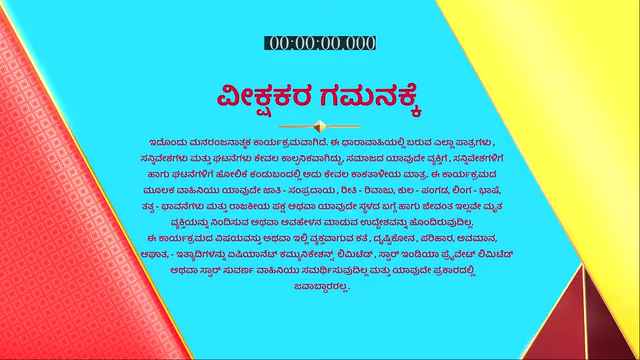 00:00:00.000
ವೀಕ್ಷಕರ ಗಮನಕ್ಕೆ
ಇದೊಂದು ಮನರಂಜನಾತ್ಮಕ ಕಾರ್ಯಕ್ರಮವಾಗಿದೆ. ಈ ಧಾರಾವಾಹಿಯಲ್ಲಿ ಬರುವ ಎಲ್ಲಾ ಪಾತ್ರಗಳು ,
ಸನ್ನಿವೇಶಗಳು ಮತ್ತು ಘಟನೆಗಳು ಕೇವಲ ಕಾಲ್ಪನಿಕವಾಗಿದ್ದು, ಸಮಾಜದ ಯಾವುದೇ ವ್ಯಕ್ತಿಗೆ , ಸನ್ನಿವೇಶಗಳಿಗೆ
ಹಾಗು ಘಟನೆಗಳಿಗೆ ಹೋಲಿಕೆ ಕಂಡುಬಂದಲ್ಲಿ ಅದು ಕೇವಲ ಕಾಕತಾಳೀಯ ಮಾತ್ರ. ಈ ಕಾರ್ಯಕ್ರಮದ
ಮೂಲಕ ವಾಹಿನಿಯು ಯಾವುದೇ ಜಾತಿ - ಸಂಪ್ರದಾಯ , ರೀತಿ - ರಿವಾಜು, ಕುಲ - ಪಂಗಡ, ಲಿಂಗ - ಭಾಷೆ,
ತತ್ವ - ಭಾವನೆಗಳು ಮತ್ತು ರಾಜಕೀಯ ಪಕ್ಷ ಅಥವಾ ಯಾವುದೇ ಸ್ಥಳದ ಬಗ್ಗೆ ಹಾಗು ಜೀವಂತ ಇಲ್ಲವೇ ಮೃತ
ವ್ಯಕ್ತಿಯನ್ನು ನಿಂದಿಸುವ ಅಥವಾ ಅವಹೇಳನ ಮಾಡುವ ಉದ್ದೇಶವನ್ನು ಹೊಂದಿರುವುದಿಲ್ಲ.
ಈ ಕಾರ್ಯಕ್ರಮದ ವಿಷಯವಸ್ತು ಅಥವಾ ಇಲ್ಲಿ ವ್ಯಕ್ತವಾಗುವ ಕತೆ , ದೃಷ್ಟಿಕೋನ , ಪರಿಹಾರ, ಅವಮಾನ,
ಆಘಾತ, - ಇತ್ಯಾದಿಗಳನ್ನು ಏಷಿಯಾನೆಟ್ ಕಮ್ಯುನಿಕೇಶನ್ಸ್ ಲಿಮಿಟೆಡ್ , ಸ್ಟಾರ್ ಇಂಡಿಯಾ ಪ್ರೈವೇಟ್ ಲಿಮಿಟೆಡ್
ಅಥವಾ ಸ್ಟಾರ್ ಸುವರ್ಣ ವಾಹಿನಿಯು ಸಮರ್ಥಿಸುವುದಿಲ್ಲ ಮತ್ತು ಯಾವುದೇ ಪ್ರಕಾರದಲ್ಲಿ
ಜವಾಬ್ದಾರರಲ್ಲ.